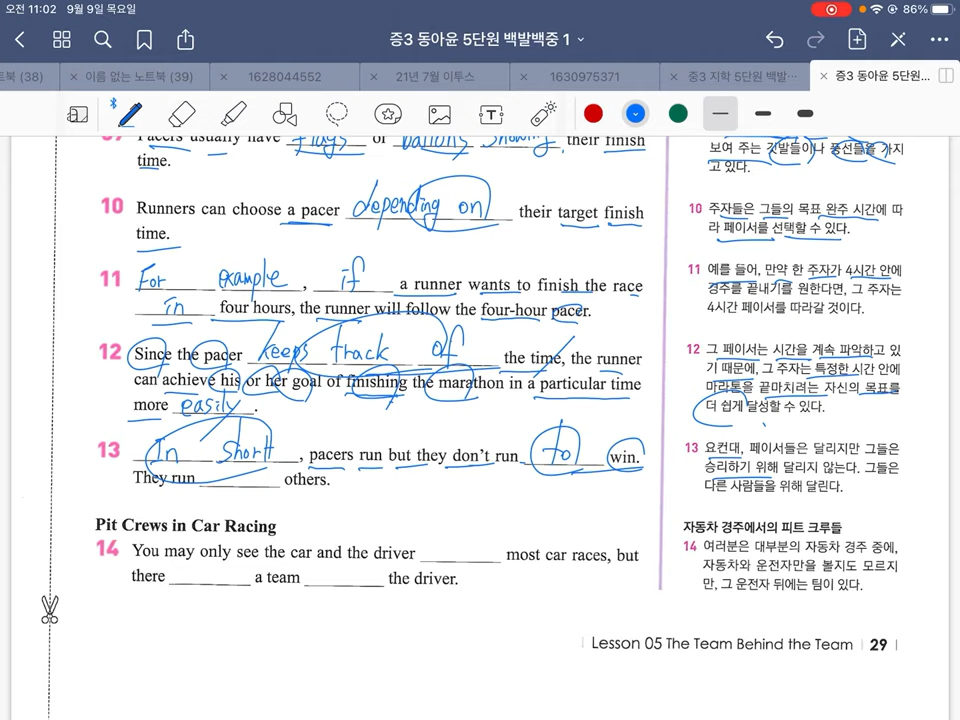 오전 11:02 9월 9일 목요일
86%
증3 동아윤 5단원 백발백중 1
트북 (38)
이름 없는 노트북 (39)
1628044552
21년 7월 이투스
1630975371
중3 지학 5단원 백발...
증3 동아윤 5단원...
Pacers usually have flags or ballons showing their finish
time.
10 Runners can choose a pacer depending on their target finish
time.
11 For example, if a runner wants to finish the race
in four hours, the runner will follow the four-hour pacer.
12 Since the pacer keeps track of the time, the runner
can achieve his or her goal of finishing the marathon in a particular time
more easily.
13 In short, pacers run but they don't run to win.
They run ________ others.
Pit Crews in Car Racing
14 You may only see the car and the driver ________ most car races, but
there ________ a team ________ the driver.
보여 주는 깃발들이나 풍선들을 가지
고 있다.
10 주자들은 그들의 목표 완주 시간에 따
라 페이서를 선택할 수 있다.
11 예를 들어, 만약 한 주자가 4시간 안에
경주를 끝내기를 원한다면, 그 주자는
4시간 페이서를 따라갈 것이다.
12 그 페이서는 시간을 계속 파악하고 있
기 때문에, 그 주자는 특정한 시간 안에
마라톤을 끝마치려는 자신의 목표를
더 쉽게 달성할 수 있다.
13 요컨대, 페이서들은 달리지만 그들은
승리하기 위해 달리지 않는다. 그들은
다른 사람들을 위해 달린다.
자동차 경주에서의 피트 크루들
14 여러분은 대부분의 자동차 경주 중에,
자동차와 운전자만을 볼지도 모르지
만, 그 운전자 뒤에는 팀이 있다.
Lesson 05 The Team Behind the Team 29